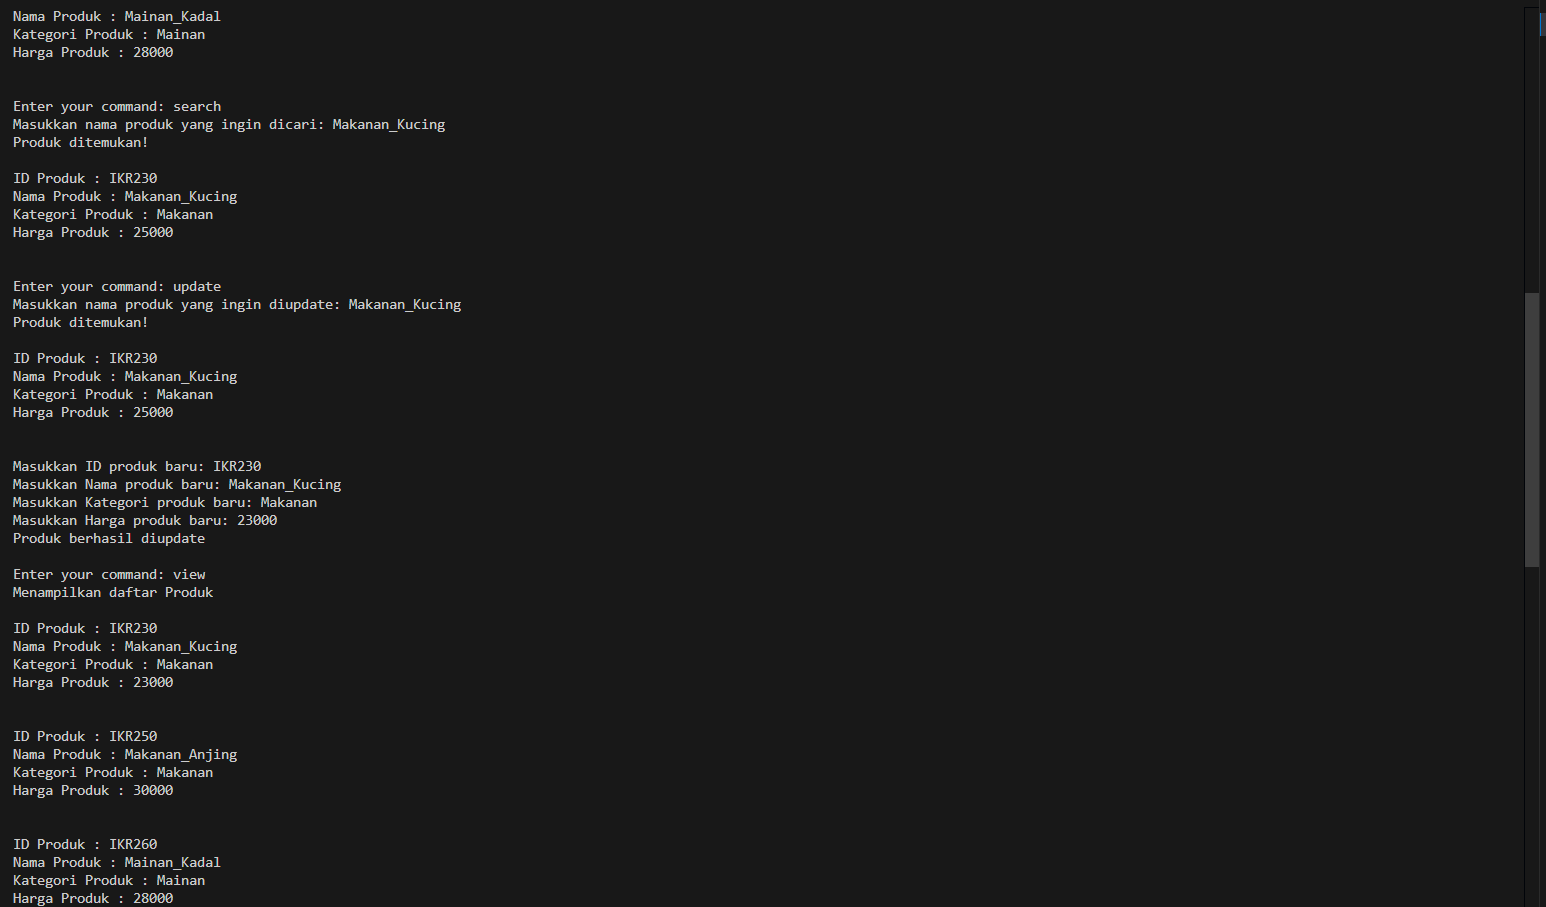 Nama Produk : Mainan_Kadal
Kategori Produk : Mainan
Harga Produk : 28000
Enter your command: search
Masukkan nama produk yang ingin dicari: Makanan_Kucing
Produk ditemukan!
ID Produk : IKR230
Nama Produk : Makanan_Kucing
Kategori Produk : Makanan
Harga Produk : 25000
Enter your command: update
Masukkan nama produk yang ingin diupdate: Makanan_Kucing
Produk ditemukan!
ID Produk : IKR230
Nama Produk : Makanan_Kucing
Kategori Produk : Makanan
Harga Produk : 25000
Masukkan ID produk baru: IKR230
Masukkan Nama produk baru: Makanan_Kucing
Masukkan Kategori produk baru: Makanan
Masukkan Harga produk baru: 23000
Produk berhasil diupdate
Enter your command: view
Menampilkan daftar Produk
ID Produk : IKR230
Nama Produk : Makanan_Kucing
Kategori Produk : Makanan
Harga Produk : 23000
ID Produk : IKR250
Nama Produk : Makanan_Anjing
Kategori Produk : Makanan
Harga Produk : 30000
ID Produk : IKR260
Nama Produk : Mainan_Kadal
Kategori Produk : Mainan
Harga Produk : 28000